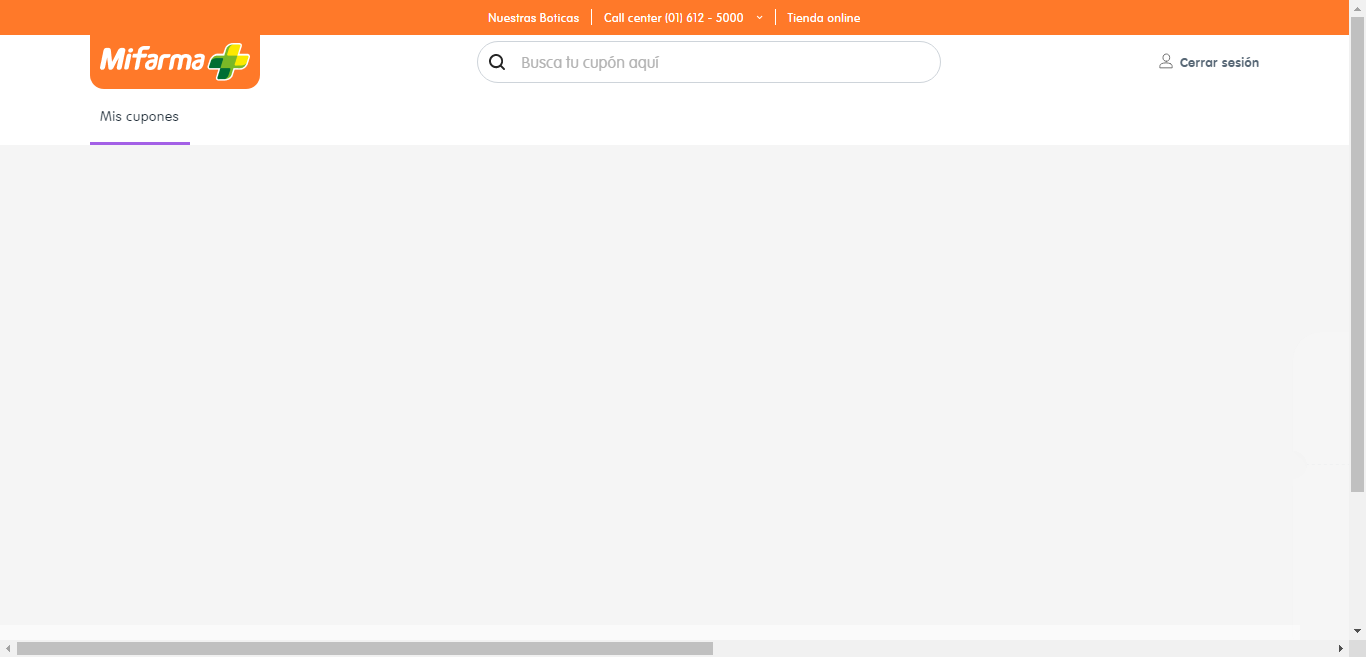 Nuestras Boticas
Call center (01) 612 - 5000
Tienda online
Mifarma
Busca tu cupón aquí
Cerrar sesión
Mis cupones